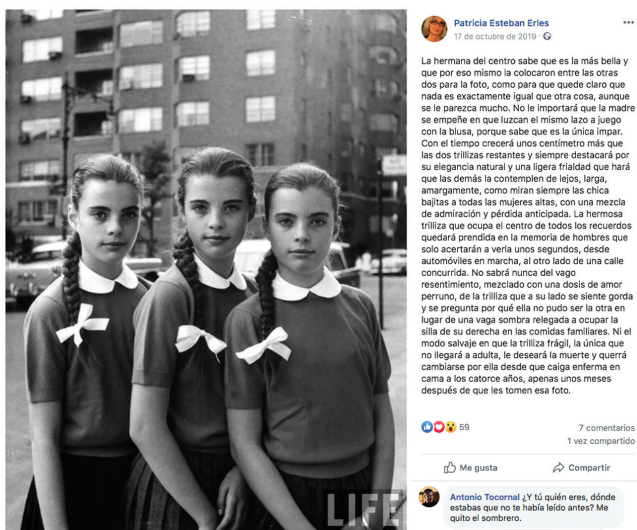 LIFE
Patricia Esteban Erles
17 de octubre de 2019 ·
La hermana del centro sabe que es la más bella y
que por eso mismo la colocaron entre las otras
dos para la foto, como para que quede claro que
nada es exactamente igual que otra cosa, aunque
se le parezca mucho. No le importará que la madre
se empeñe en que luzcan el mismo lazo a juego
con la blusa, porque sabe que es la única impar.
Con el tiempo crecerá unos centímetro más que
las dos trillizas restantes y siempre destacará por
su elegancia natural y una ligera frialdad que hará
que las demás la contemplen de lejos, larga,
amargamente, como miran siempre las chica
bajitas a todas las mujeres altas, con una mezcla
de admiración y pérdida anticipada. La hermosa
trilliza que ocupa el centro de todos los recuerdos
quedará prendida en la memoria de hombres que
solo acertarán a verla unos segundos, desde
automóviles en marcha, al otro lado de una calle
concurrida. No sabrá nunca del vago
resentimiento, mezclado con una dosis de amor
perruno, de la trilliza que a su lado se siente gorda
y se pregunta por qué ella no pudo ser la otra en
lugar de una vaga sombra relegada a ocupar la
silla de su derecha en las comidas familiares. Ni el
modo salvaje en que la trilliza frágil, la única que
no llegará a adulta, le deseará la muerte y querrá
cambiarse por ella desde que caiga enferma en
cama a los catorce años, apenas unos meses
después de que les tomen esa foto.
59
7 comentarios
1 vez compartido
Me gusta
Compartir
Antonio Tocornal ¿Y tú quién eres, dónde
estabas que no te había leído antes? Me
quito el sombrero.